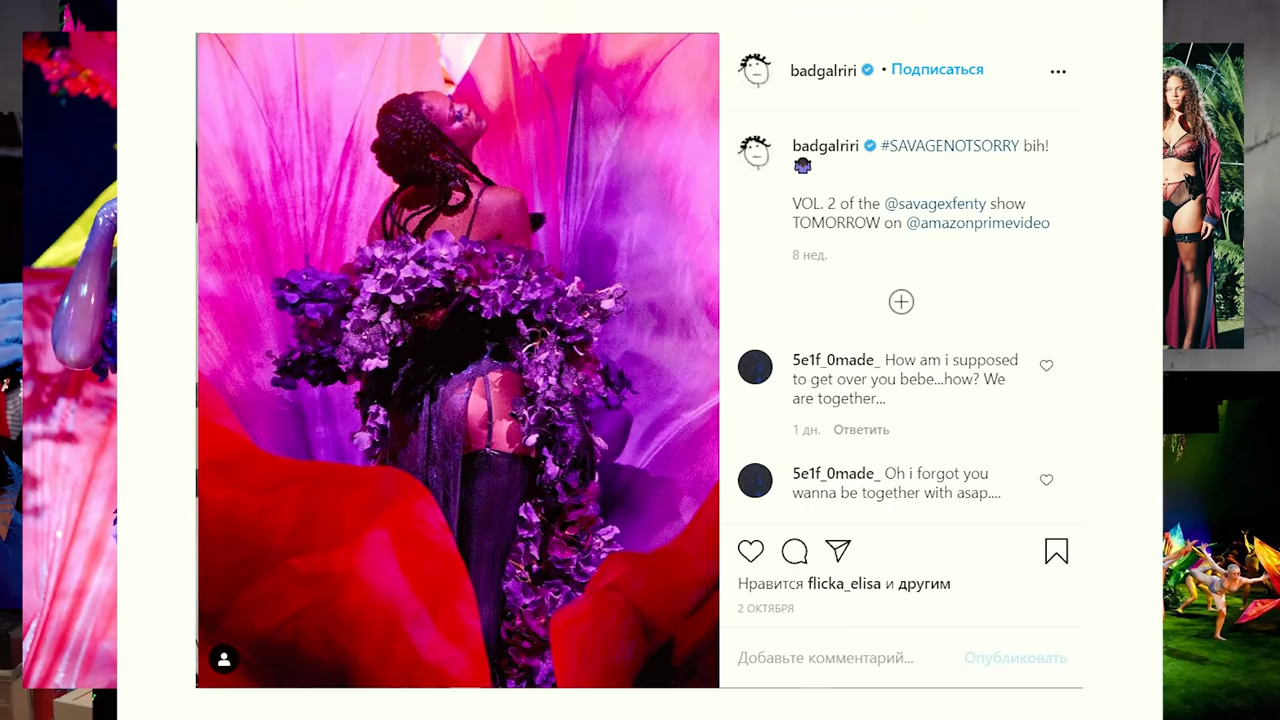 badgalriri • Подписаться
badgalriri #SAVAGENOTSORRY bih!
VOL. 2 of the @savagexfenty show
TOMORROW on @amazonprimevideo
8 нед.
5e1f_0made_ How am i supposed
to get over you bebe...how? We
are together...
1 дн. Ответить
5e1f_0made_ Oh i forgot you
wanna be together with asap....
Нравится flicka_elisa и другим
2 ОКТЯБРЯ
Добавьте комментарий... Опубликовать